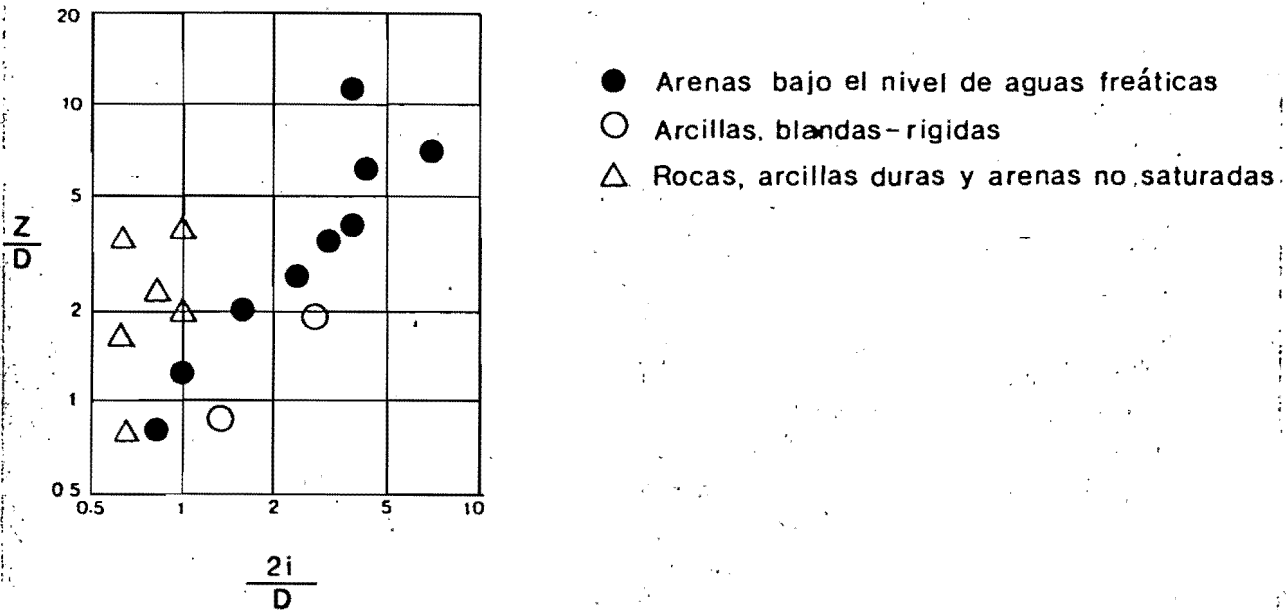 20
10
5
2
1
0 5
0.5 1 2 5 10
Z
D
2i
D
Arenas bajo el nivel de aguas freáticas
Arcillas, blandas-rigidas
Rocas, arcillas duras y arenas no saturadas